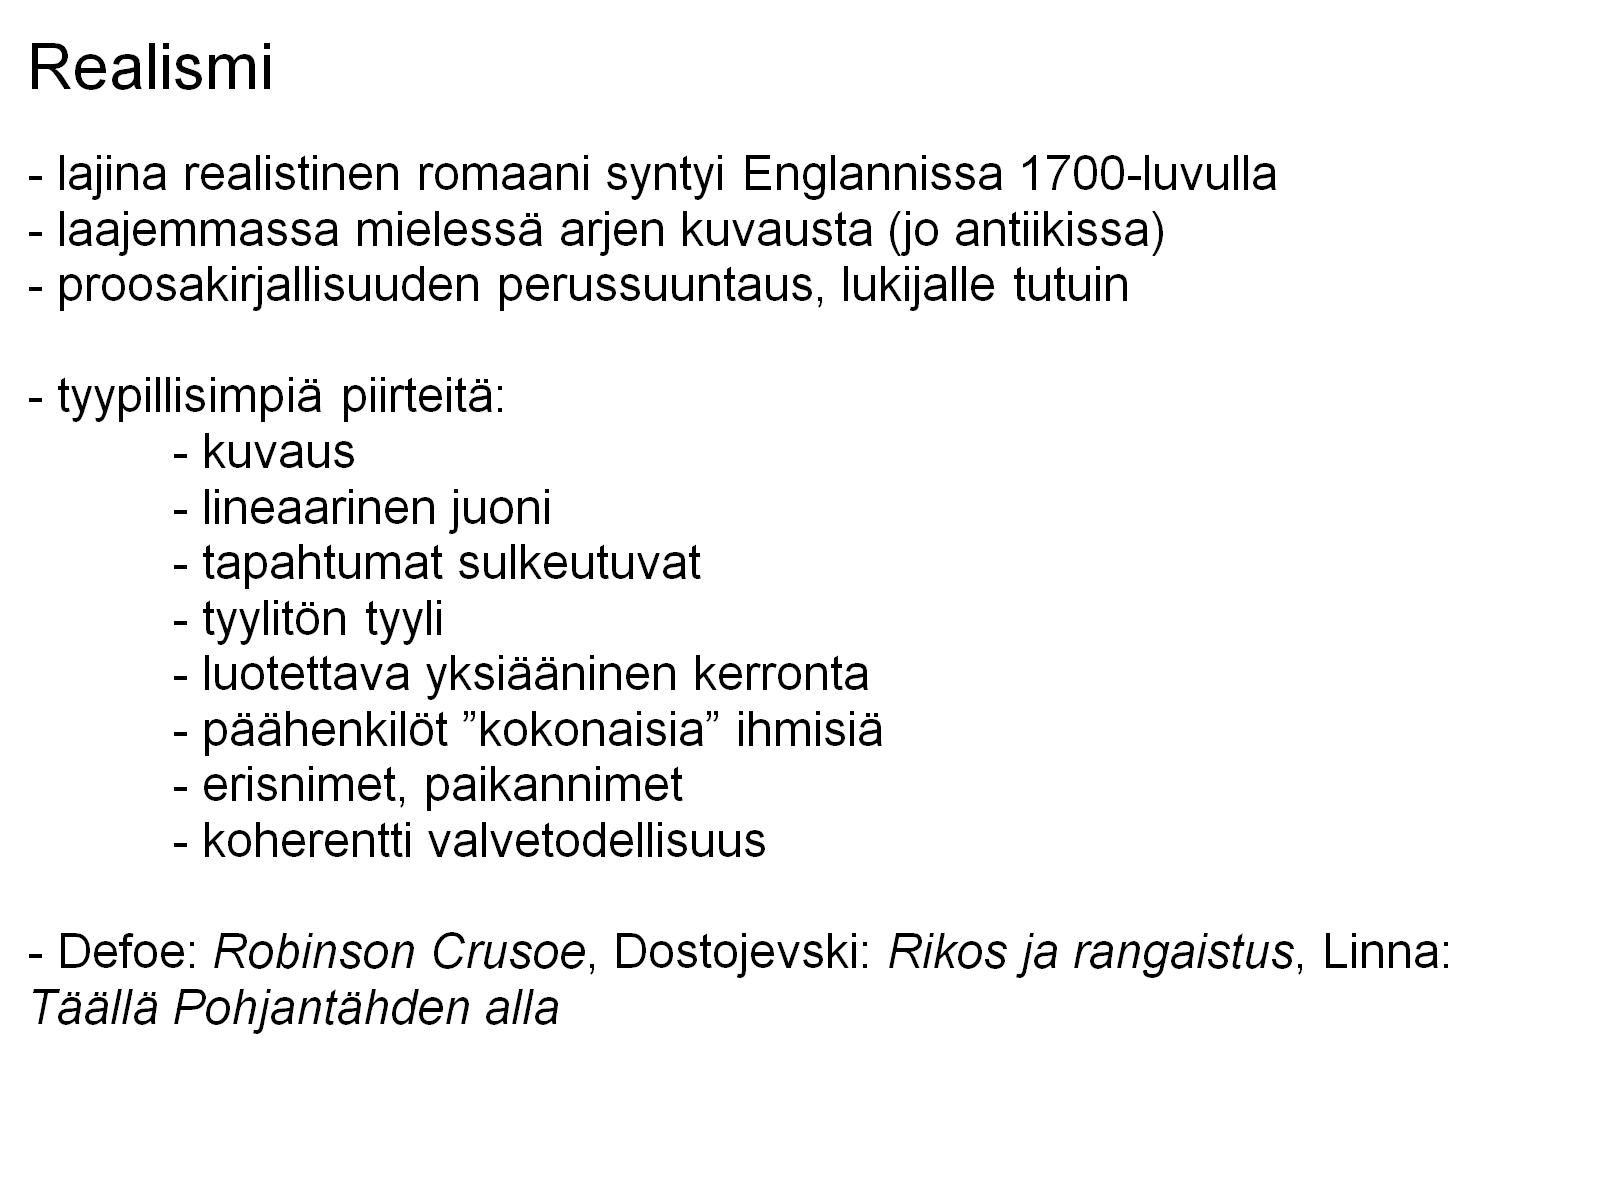 Realismi
- lajina realistinen romaani syntyi Englannissa 1700-luvulla
- laajemmassa mielessä arjen kuvausta (jo antiikissa)
- proosakirjallisuuden perussuuntaus, lukijalle tutuin
- tyypillisimpiä piirteitä:
- kuvaus
- lineaarinen juoni
- tapahtumat sulkeutuvat
- tyylitön tyyli
- luotettava yksiääninen kerronta
- päähenkilöt ”kokonaisia” ihmisiä
- erisnimet, paikannimet
- koherentti valvetodellisuus
- Defoe: Robinson Crusoe, Dostojevski: Rikos ja rangaistus, Linna:
Täällä Pohjantähden alla